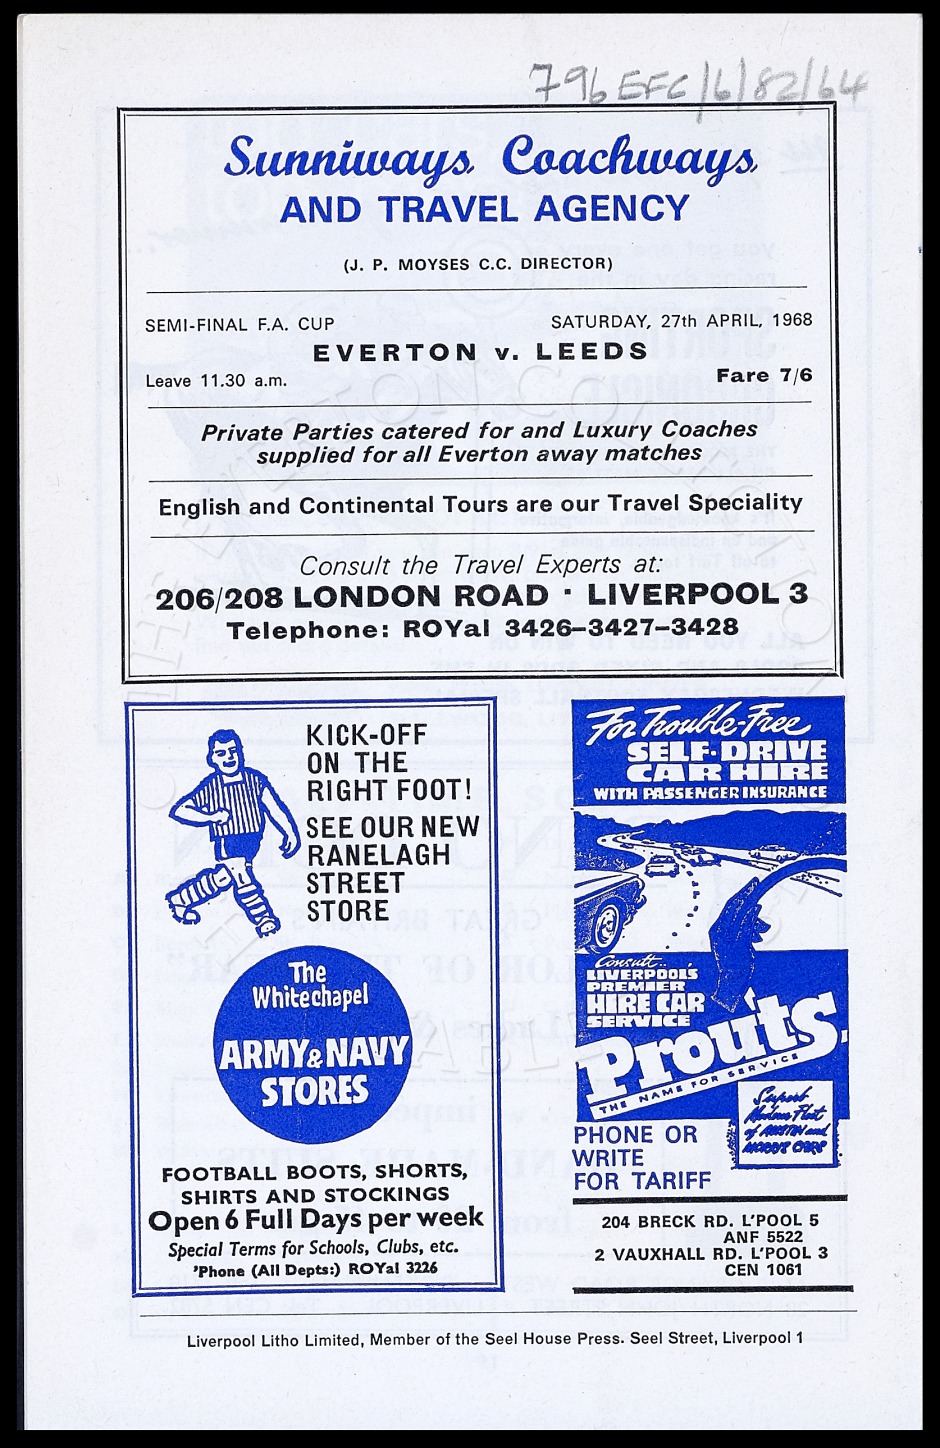 796 EFC/6/82/64
Sunniways Coachways
AND TRAVEL AGENCY
(J. P. MOYSES C.C. DIRECTOR)
SEMI-FINAL F.A. CUP SATURDAY, 27th APRIL, 1968
EVERTON v. LEEDS
Leave 11.30 a.m. Fare 7/6
Private Parties catered for and Luxury Coaches
supplied for all Everton away matches
English and Continental Tours are our Travel Speciality
Consult the Travel Experts at:
206/208 LONDON ROAD · LIVERPOOL 3
Telephone: ROYal 3426–3427–3428
KICK-OFF
ON THE
RIGHT FOOT!
SEE OUR NEW
RANELAGH
STREET
STORE
The
Whitechapel
ARMY & NAVY
STORES
FOOTBALL BOOTS, SHORTS,
SHIRTS AND STOCKINGS
Open 6 Full Days per week
Special Terms for Schools, Clubs, etc.
'Phone (All Depts:) ROYal 3226
For Trouble-Free
SELF-DRIVE
CAR HIRE
WITH PASSENGER INSURANCE
Consult..
LIVERPOOL'S
PREMIER
HIRE CAR
SERVICE
Prouts
THE NAME FOR SERVICE
Superb
Modern Fleet
of AUSTIN and
MORRIS CARS
PHONE OR
WRITE
FOR TARIFF
204 BRECK RD. L'POOL 5
ANF 5522
2 VAUXHALL RD. L'POOL 3
CEN 1061
Liverpool Litho Limited, Member of the Seel House Press. Seel Street, Liverpool 1